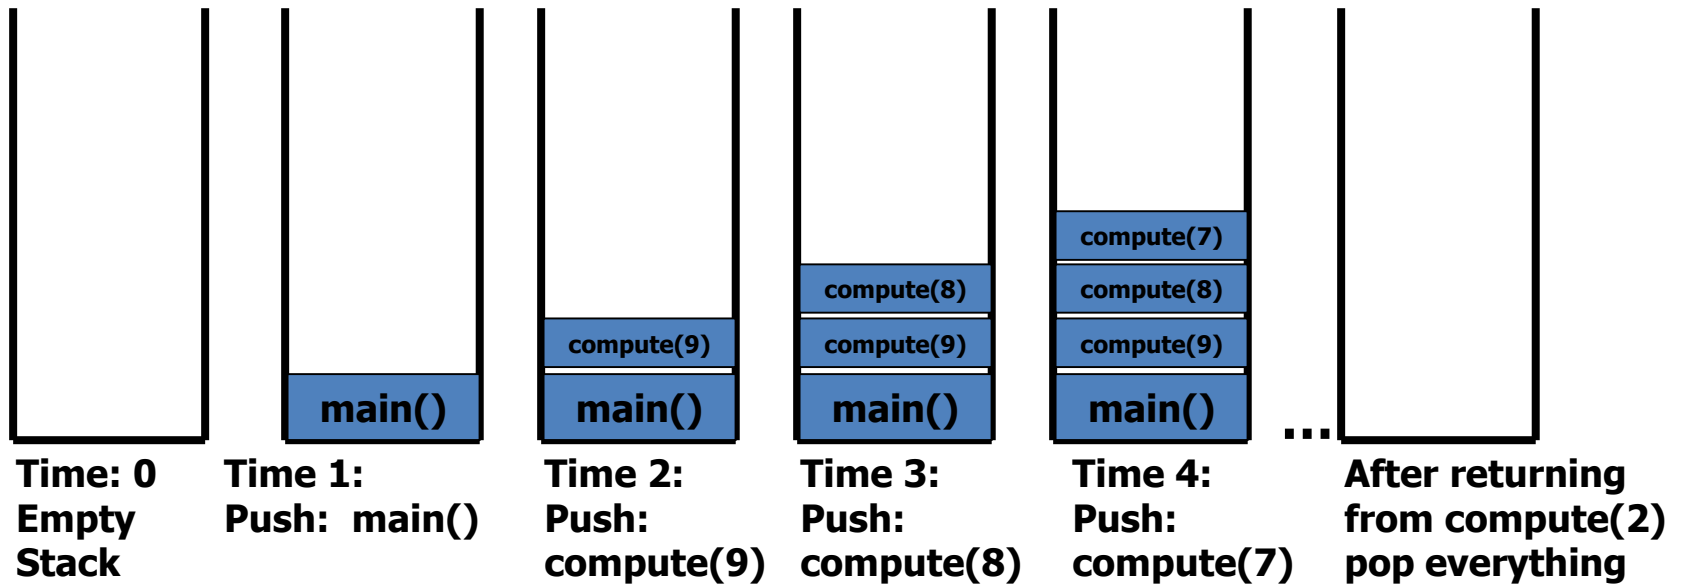 main()
compute(9)
main()
compute(8)
compute(9)
main()
compute(7)
compute(8)
compute(9)
main()
...
Time: 0
Empty
Stack
Time 1:
Push: main()
Time 2:
Push:
compute(9)
Time 3:
Push:
compute(8)
Time 4:
Push:
compute(7)
After returning
from compute(2)
pop everything